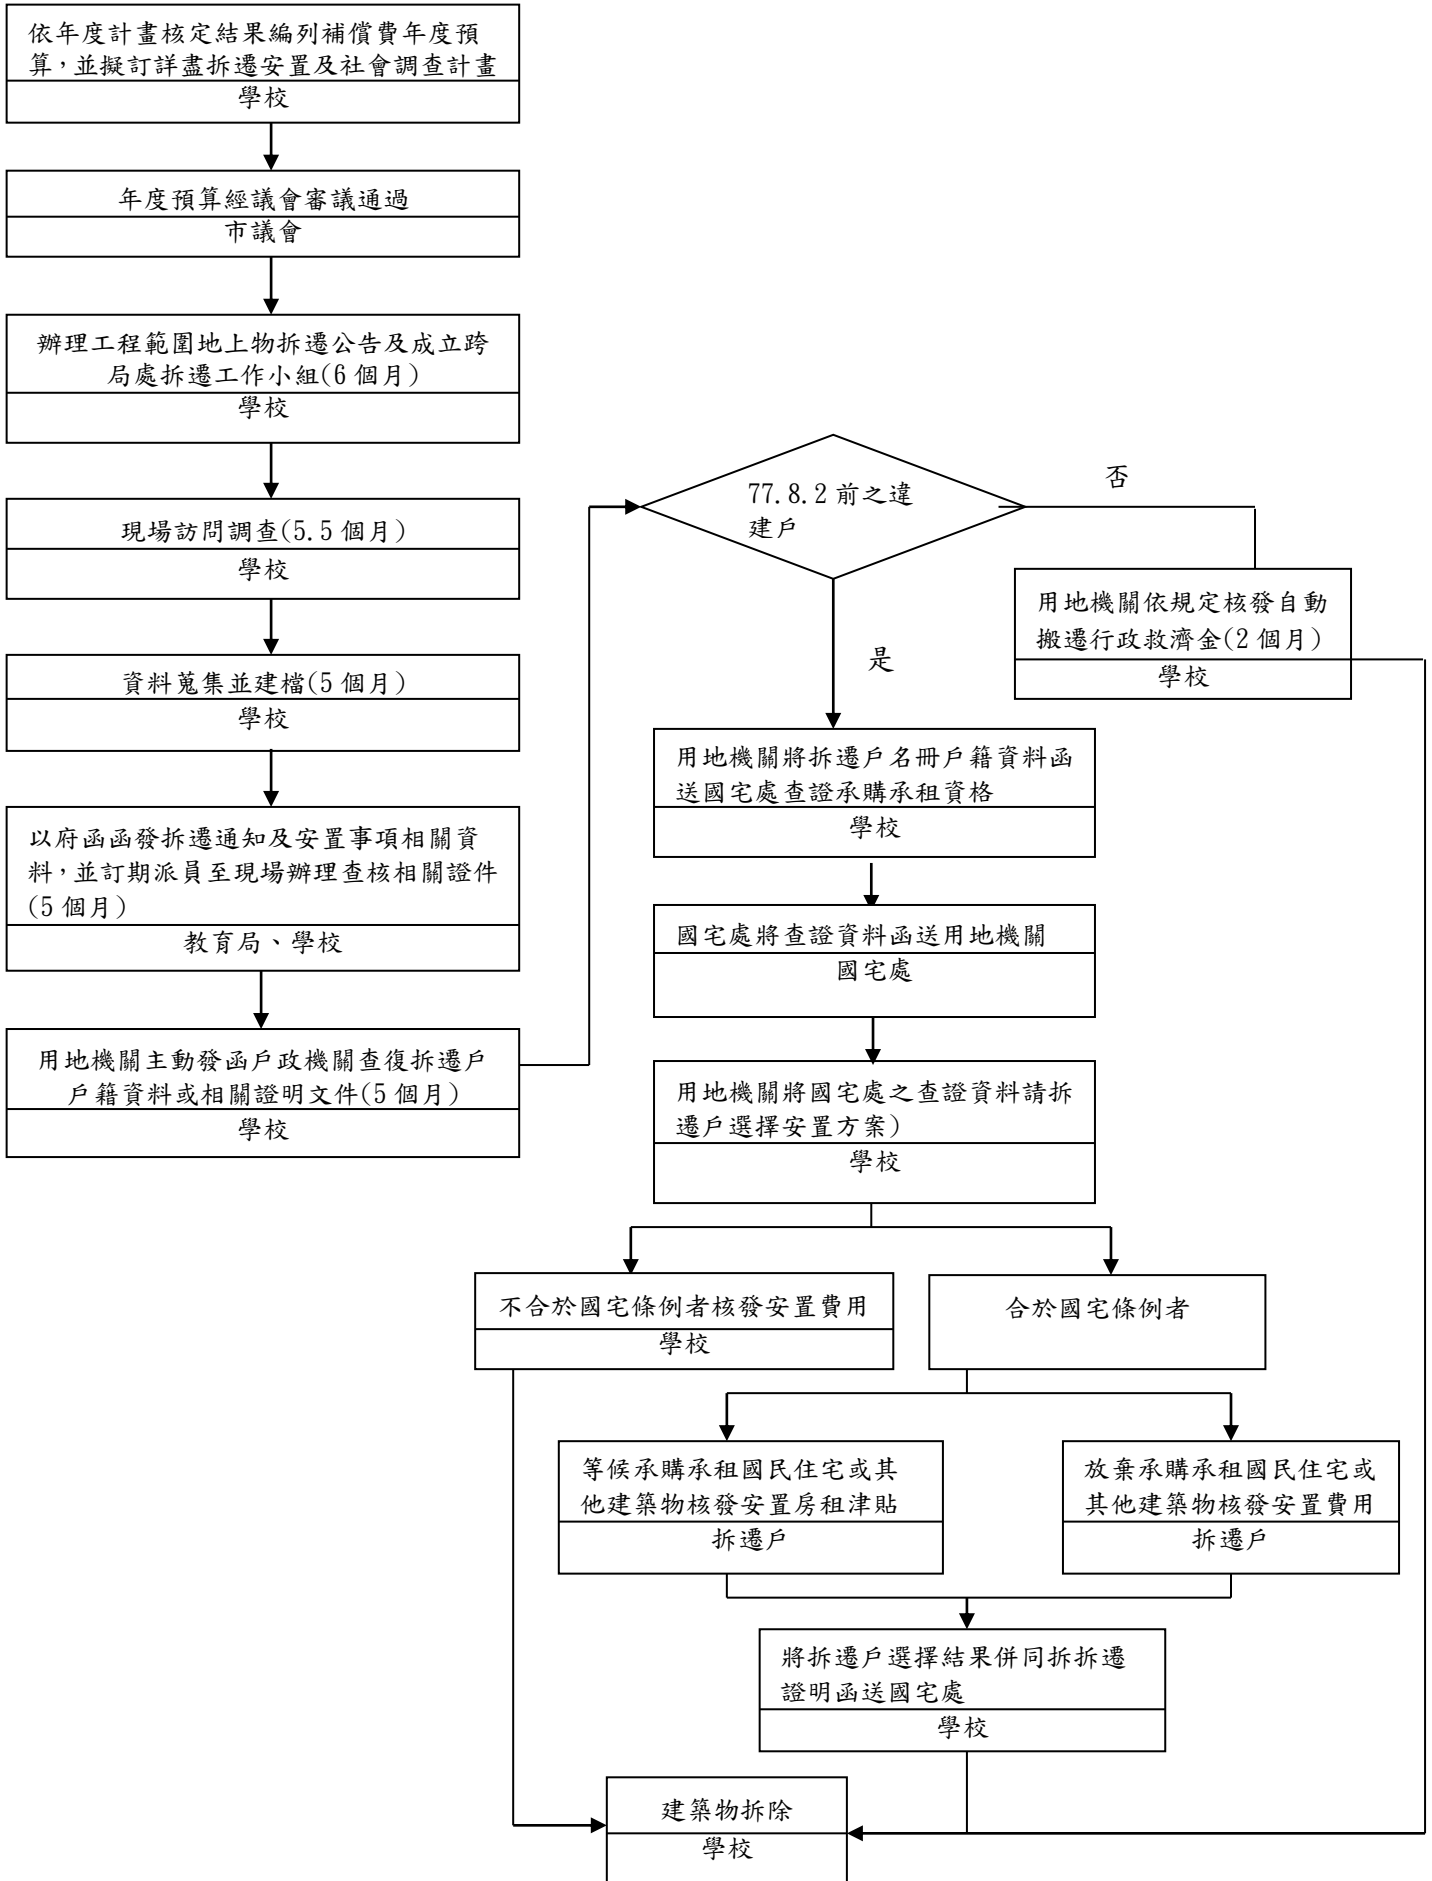 依年度計畫核定結果編列補償費年度預
算，並擬訂詳盡拆遷安置及社會調查計畫
學校
年度預算經議會審議通過
市議會
辦理工程範圍地上物拆遷公告及成立跨
局處拆遷工作小組(6 個月)
學校
現場訪問調查(5.5 個月)
學校
資料蒐集並建檔(5 個月)
學校
以府函函發拆遷通知及安置事項相關資
料，並訂期派員至現場辦理查核相關證件
(5 個月)
教育局、學校
用地機關主動發函戶政機關查復拆遷戶
戶籍資料或相關證明文件(5 個月)
學校
77.8.2 前之違
建戶
否
是
用地機關依規定核發自動
搬遷行政救濟金(2 個月)
學校
用地機關將拆遷戶名冊戶籍資料函
送國宅處查證承購承租資格
學校
國宅處將查證資料函送用地機關
國宅處
用地機關將國宅處之查證資料請拆
遷戶選擇安置方案)
學校
不合於國宅條例者核發安置費用
學校
合於國宅條例者
等候承購承租國民住宅或其
他建築物核發安置房租津貼
拆遷戶
放棄承購承租國民住宅或
其他建築物核發安置費用
拆遷戶
將拆遷戶選擇結果併同拆拆遷
證明函送國宅處
學校
建築物拆除
學校